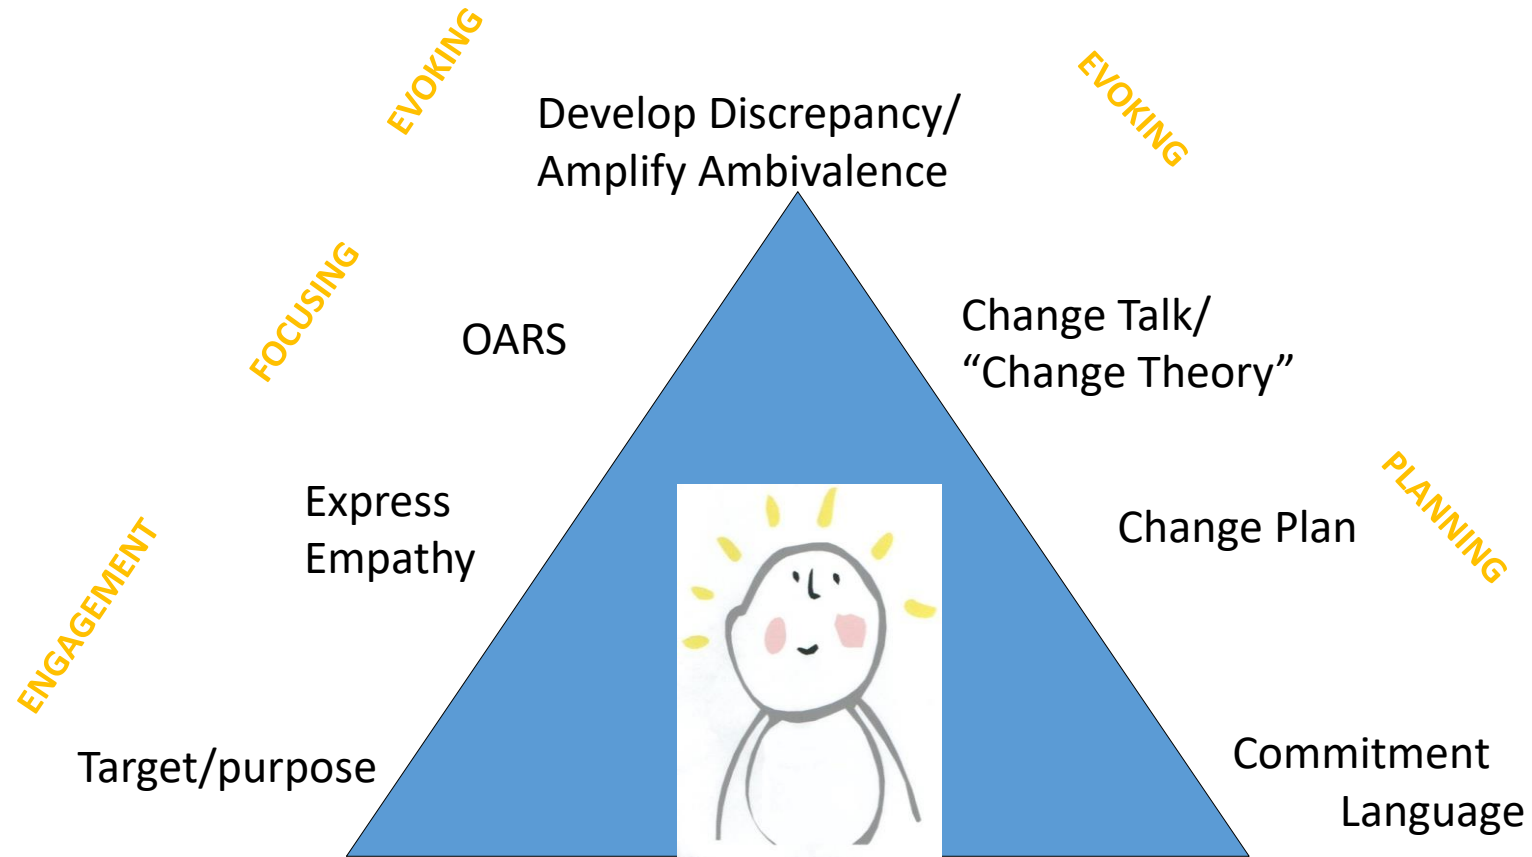 EVOKING
EVOKING
Develop Discrepancy/
Amplify Ambivalence
FOCUSING
OARS
Change Talk/
“Change Theory”
Express
Empathy
Change Plan
PLANNING
ENGAGEMENT
Target/purpose
Commitment
Language